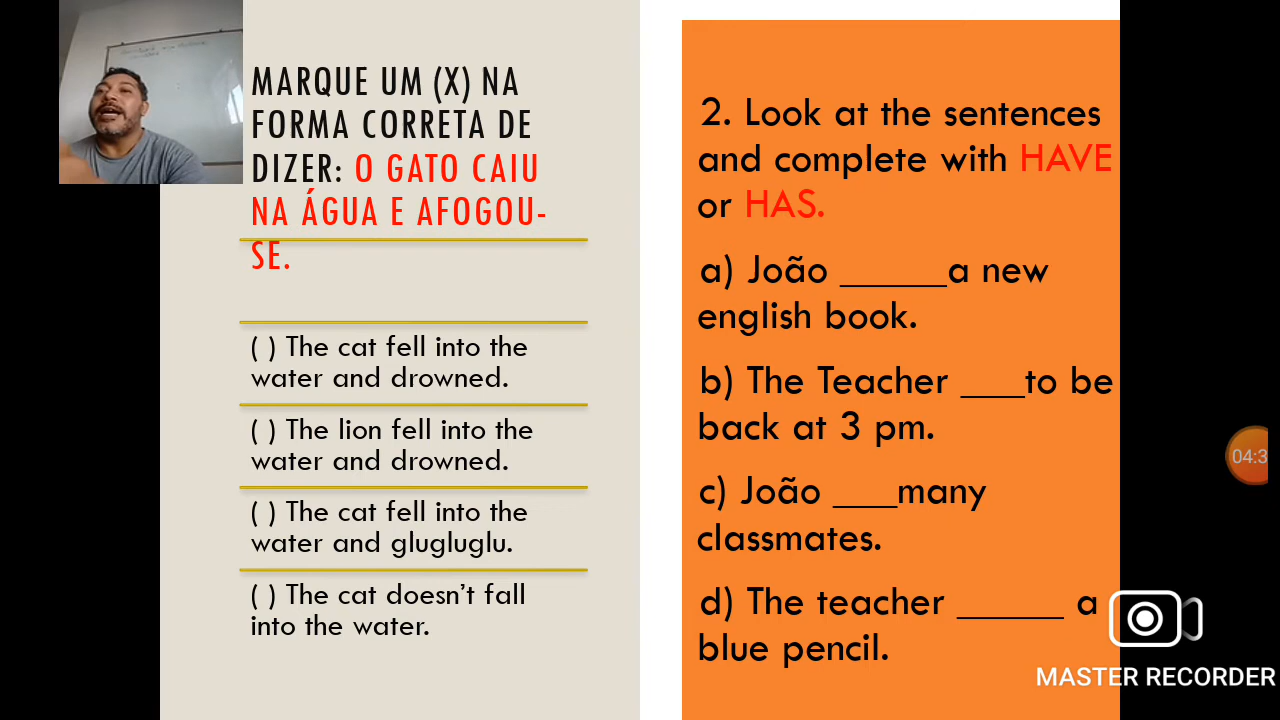 MARQUE UM (X) NA
FORMA CORRETA DE
DIZER: O GATO CAIU
NA ÁGUA E AFOGOU-
SE.
( ) The cat fell into the
water and drowned.
( ) The lion fell into the
water and drowned.
( ) The cat fell into the
water and glugluglu.
( ) The cat doesn’t fall
into the water.
2. Look at the sentences
and complete with HAVE
or HAS.
a) João ______a new
english book.
b) The Teacher ____to be
back at 3 pm.
c) João ____many
classmates.
d) The teacher ______ a
blue pencil.
04:3
MASTER RECORDER